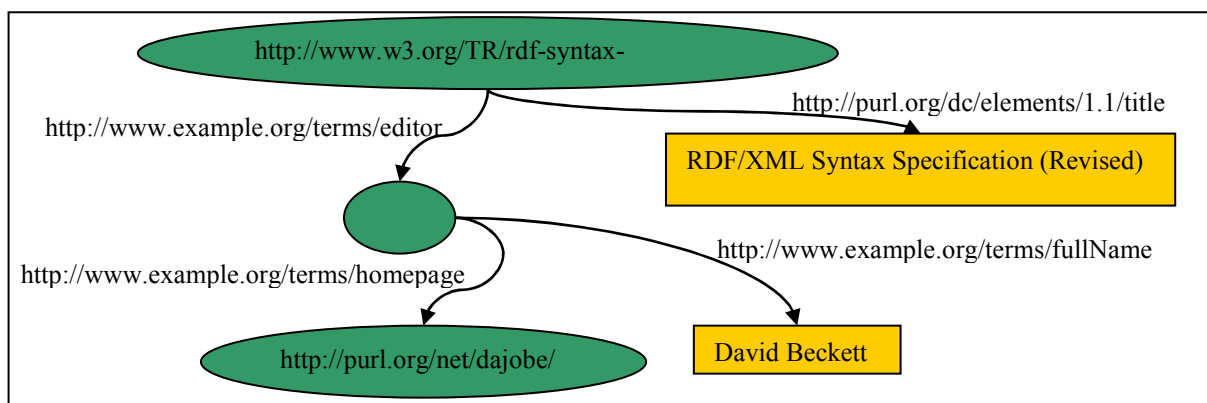 http://www.w3.org/TR/rdf-syntax-
http://purl.org/dc/elements/1.1/title
http://www.example.org/terms/editor
RDF/XML Syntax Specification (Revised)
http://www.example.org/terms/fullName
http://www.example.org/terms/homepage
http://purl.org/net/dajobe/
David Beckett